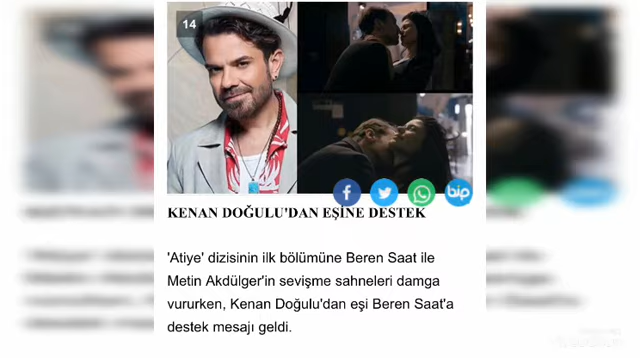 14
bip
KENAN DOĞULU'DAN EŞİNE DESTEK
'Atiye' dizisinin ilk bölümüne Beren Saat ile
Metin Akdülger'in sevişme sahneleri damga
vururken, Kenan Doğulu'dan eşi Beren Saat'a
destek mesajı geldi.